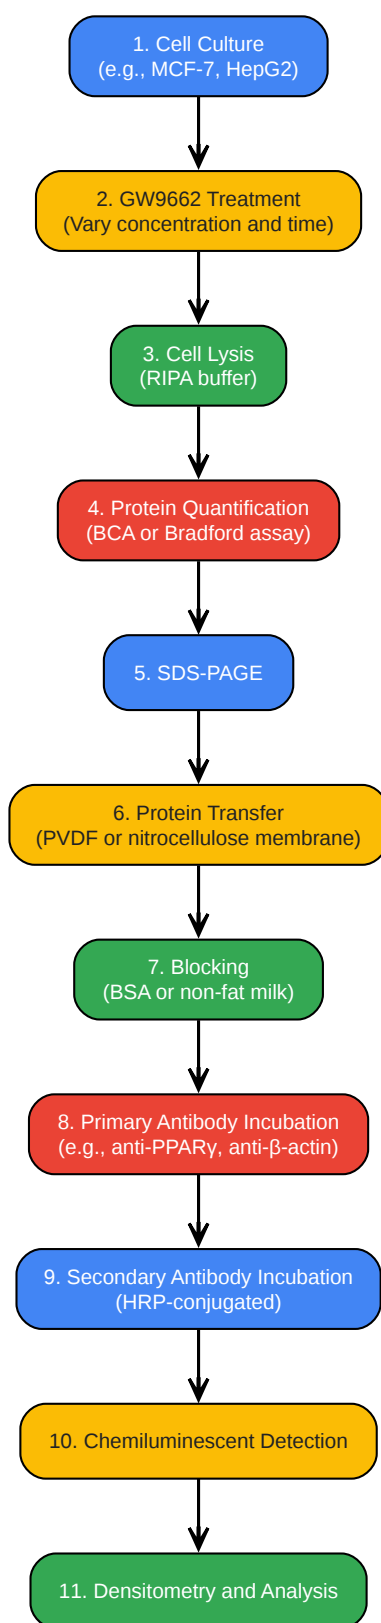 1. Cell Culture
(e.g., MCF-7, HepG2)
2. GW9662 Treatment
(Vary concentration and time)
3. Cell Lysis
(RIPA buffer)
4. Protein Quantification
(BCA or Bradford assay)
5. SDS-PAGE
6. Protein Transfer
(PVDF or nitrocellulose membrane)
7. Blocking
(BSA or non-fat milk)
8. Primary Antibody Incubation
(e.g., anti-PPARγ, anti-β-actin)
9. Secondary Antibody Incubation
(HRP-conjugated)
10. Chemiluminescent Detection
11. Densitometry and Analysis